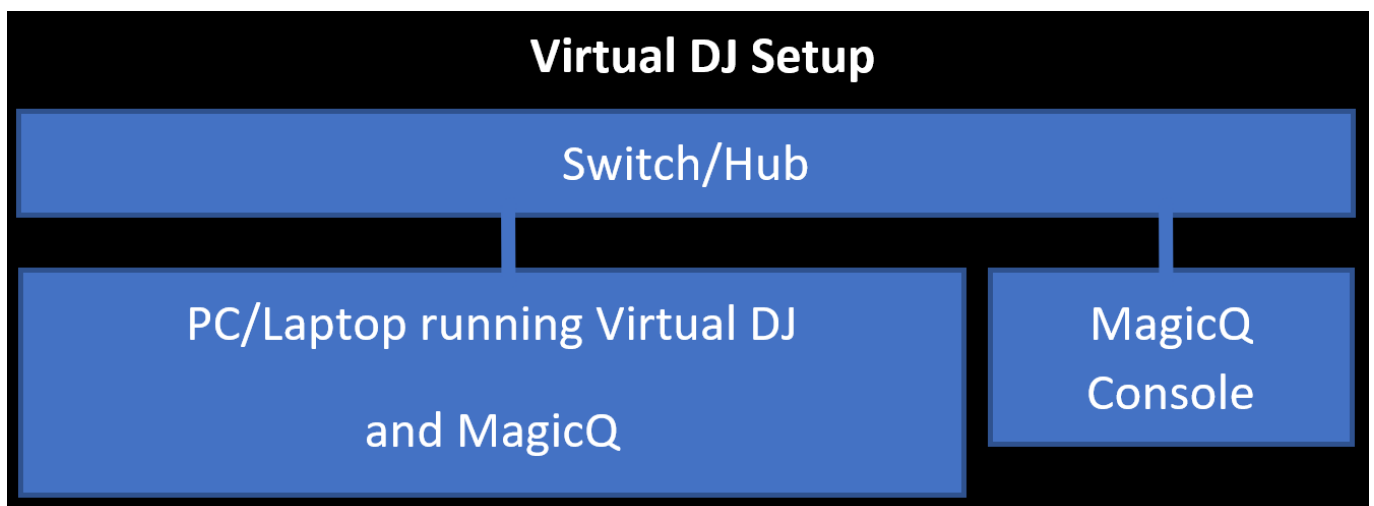 Virtual DJ Setup
Switch/Hub
PC/Laptop running Virtual DJ
and MagicQ
MagicQ
Console